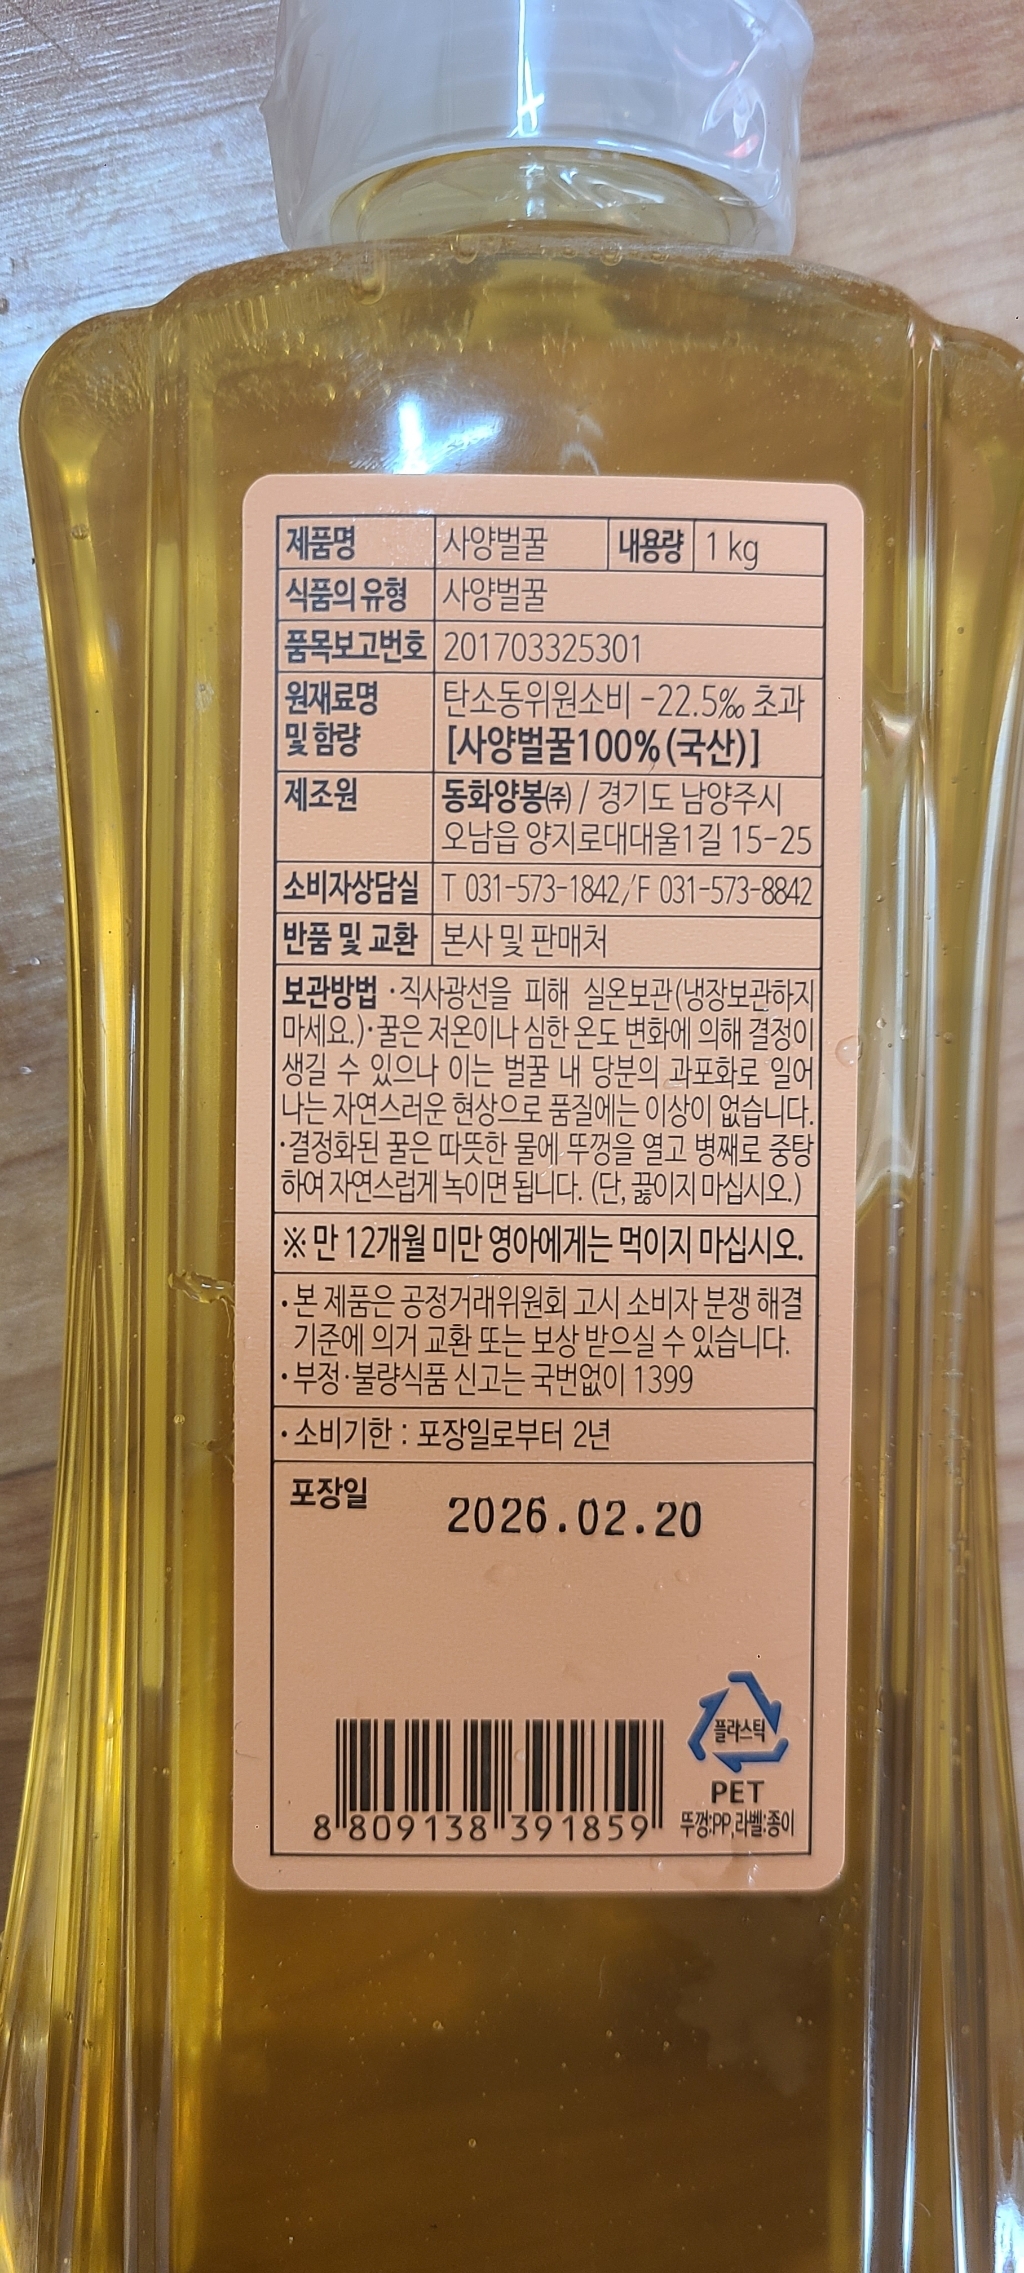 제품명 사양벌꿀 내용량 1 kg
식품의 유형 사양벌꿀
품목보고번호 201703325301
원재료명 및 함량 탄소동위원소비 -22.5‰ 초과
[사양벌꿀100%(국산)]
제조원 동화양봉㈜ / 경기도 남양주시
오남읍 양지로대대울1길 15-25
소비자상담실 T 031-573-1842/F 031-573-8842
반품 및 교환 본사 및 판매처
보관방법 ·직사광선을 피해 실온보관(냉장보관하지
마세요.)·꿀은 저온이나 심한 온도 변화에 의해 결정이
생길 수 있으나 이는 벌꿀 내 당분의 과포화로 일어
나는 자연스러운 현상으로 품질에는 이상이 없습니다.
·결정화된 꿀은 따뜻한 물에 뚜껑을 열고 병째로 중탕
하여 자연스럽게 녹이면 됩니다. (단, 끓이지 마십시오.)
※ 만 12개월 미만 영아에게는 먹이지 마십시오.
·본 제품은 공정거래위원회 고시 소비자 분쟁 해결
기준에 의거 교환 또는 보상 받으실 수 있습니다.
·부정·불량식품 신고는 국번없이 1399
·소비기한 : 포장일로부터 2년
포장일 2026.02.20
플라스틱
PET
뚜껑:PP,라벨:종이
8 809138 391859